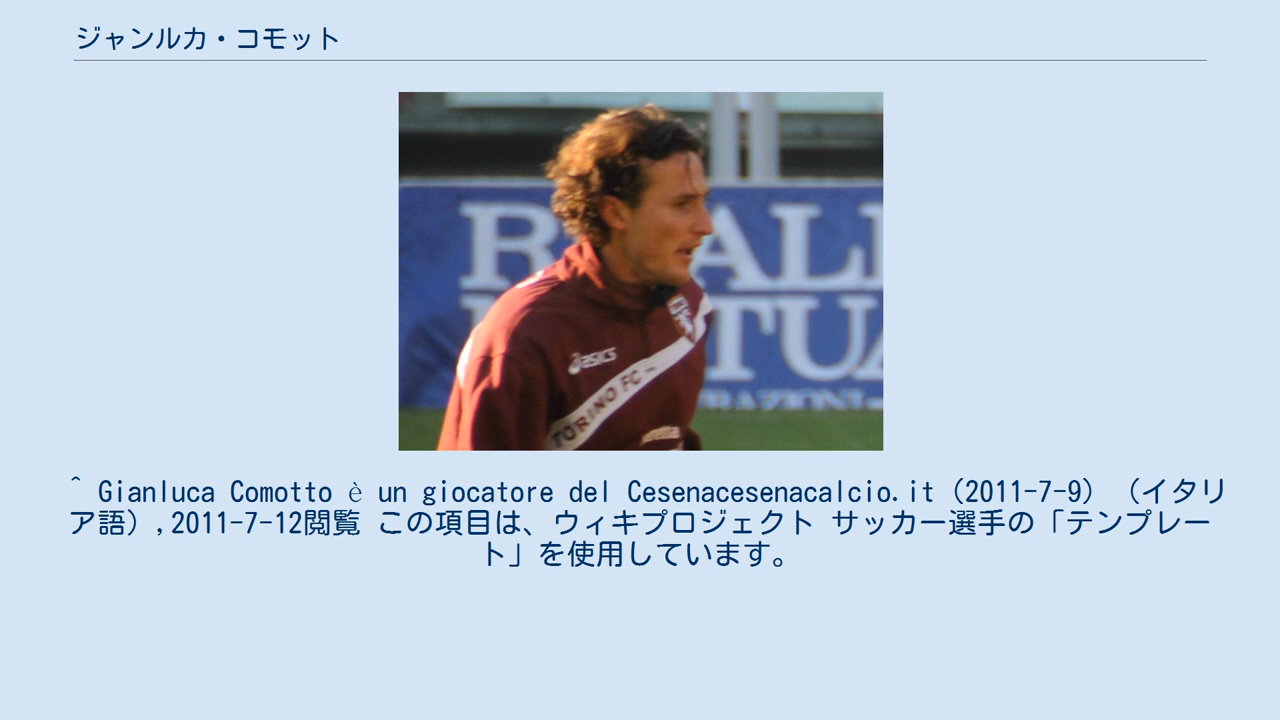 ジャンルカ・コモット
ASICS
TORINO FC
^ Gianluca Comotto è un giocatore del Cesenacesenacalcio.it (2011-7-9) (イタリ
ア語),2011-7-12閲覧 この項目は、ウィキプロジェクト サッカー選手の「テンプレー
ト」を使用しています。